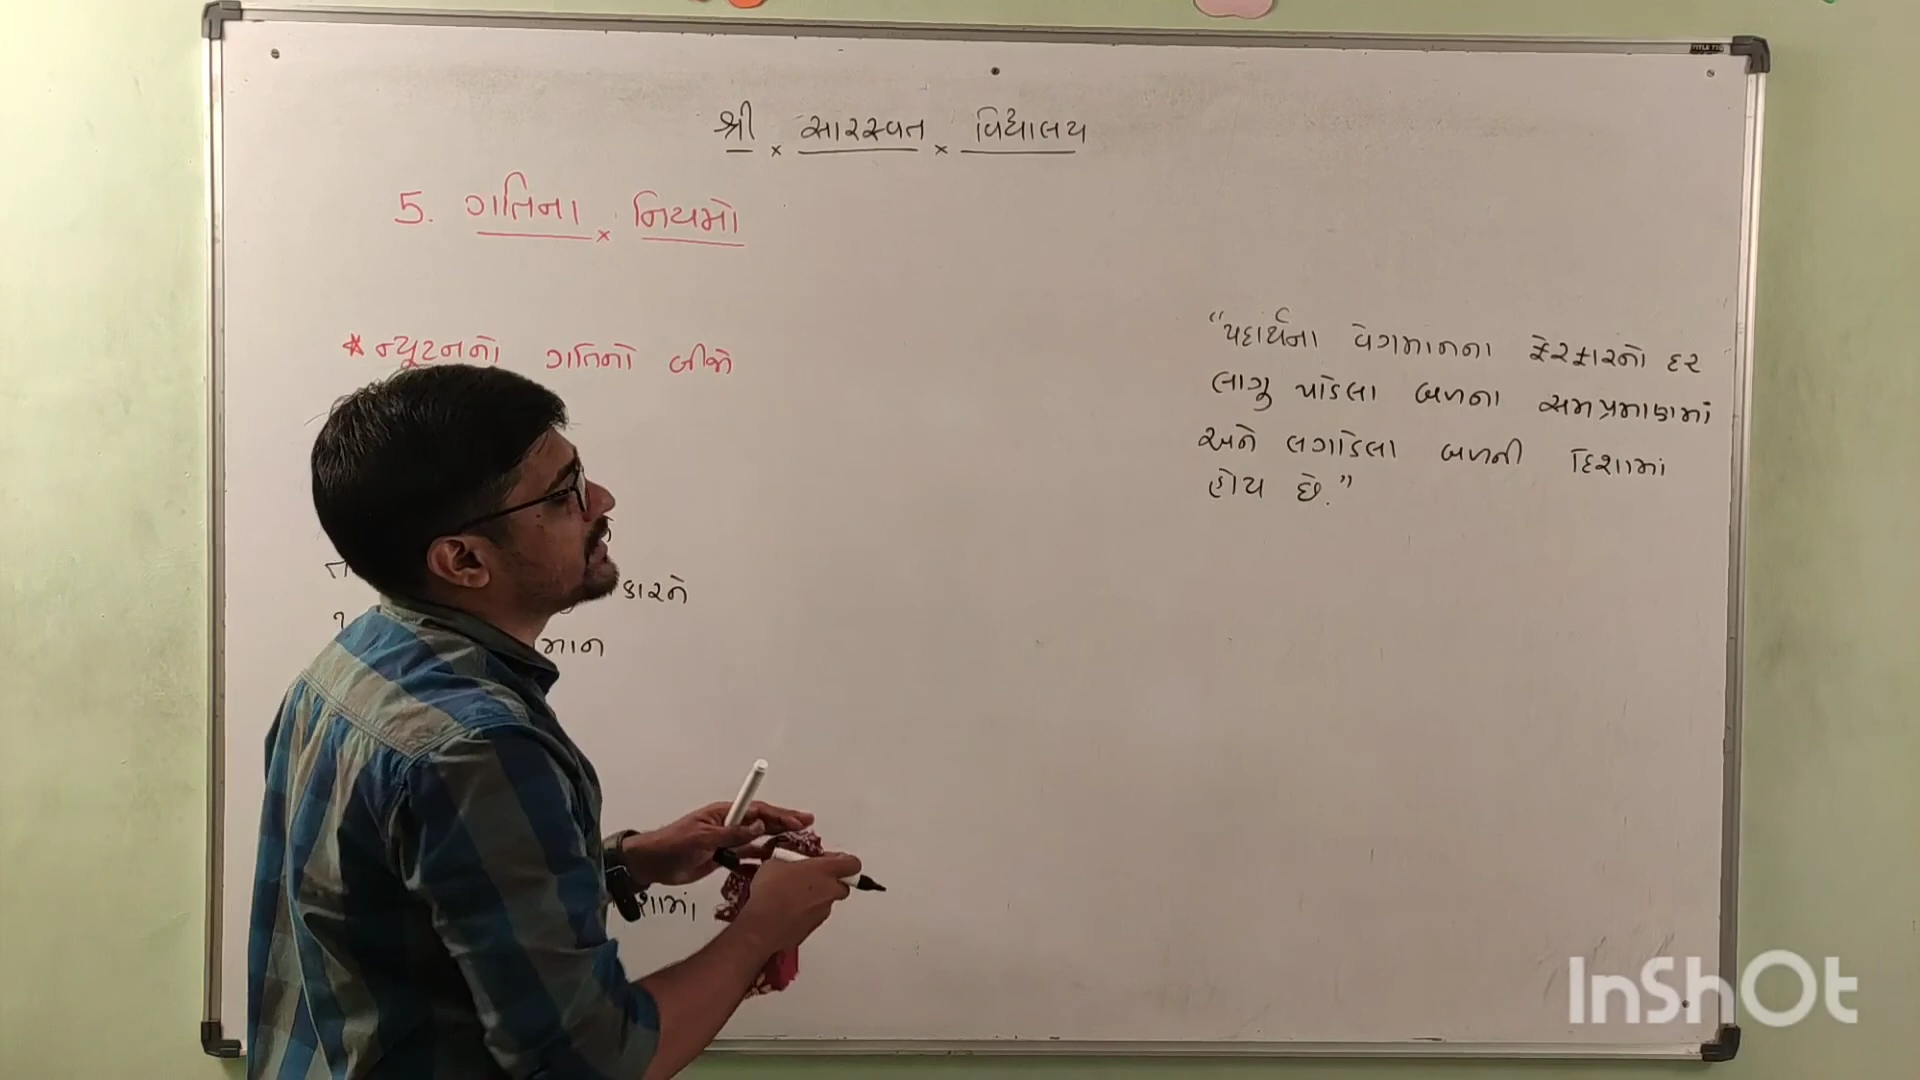 શ્રી × સારસ્વત × વિદ્યાલય
5. ગતિના × નિયમો
* ન્યૂટનનો ગતિનો બીજો
"પદાર્થના વેગમાનના ફેરફારનો દર
લાગુ પાડેલા બળના સમપ્રમાણમાં
અને લગાડેલા બળની દિશામાં
હોય છે."
InShOt